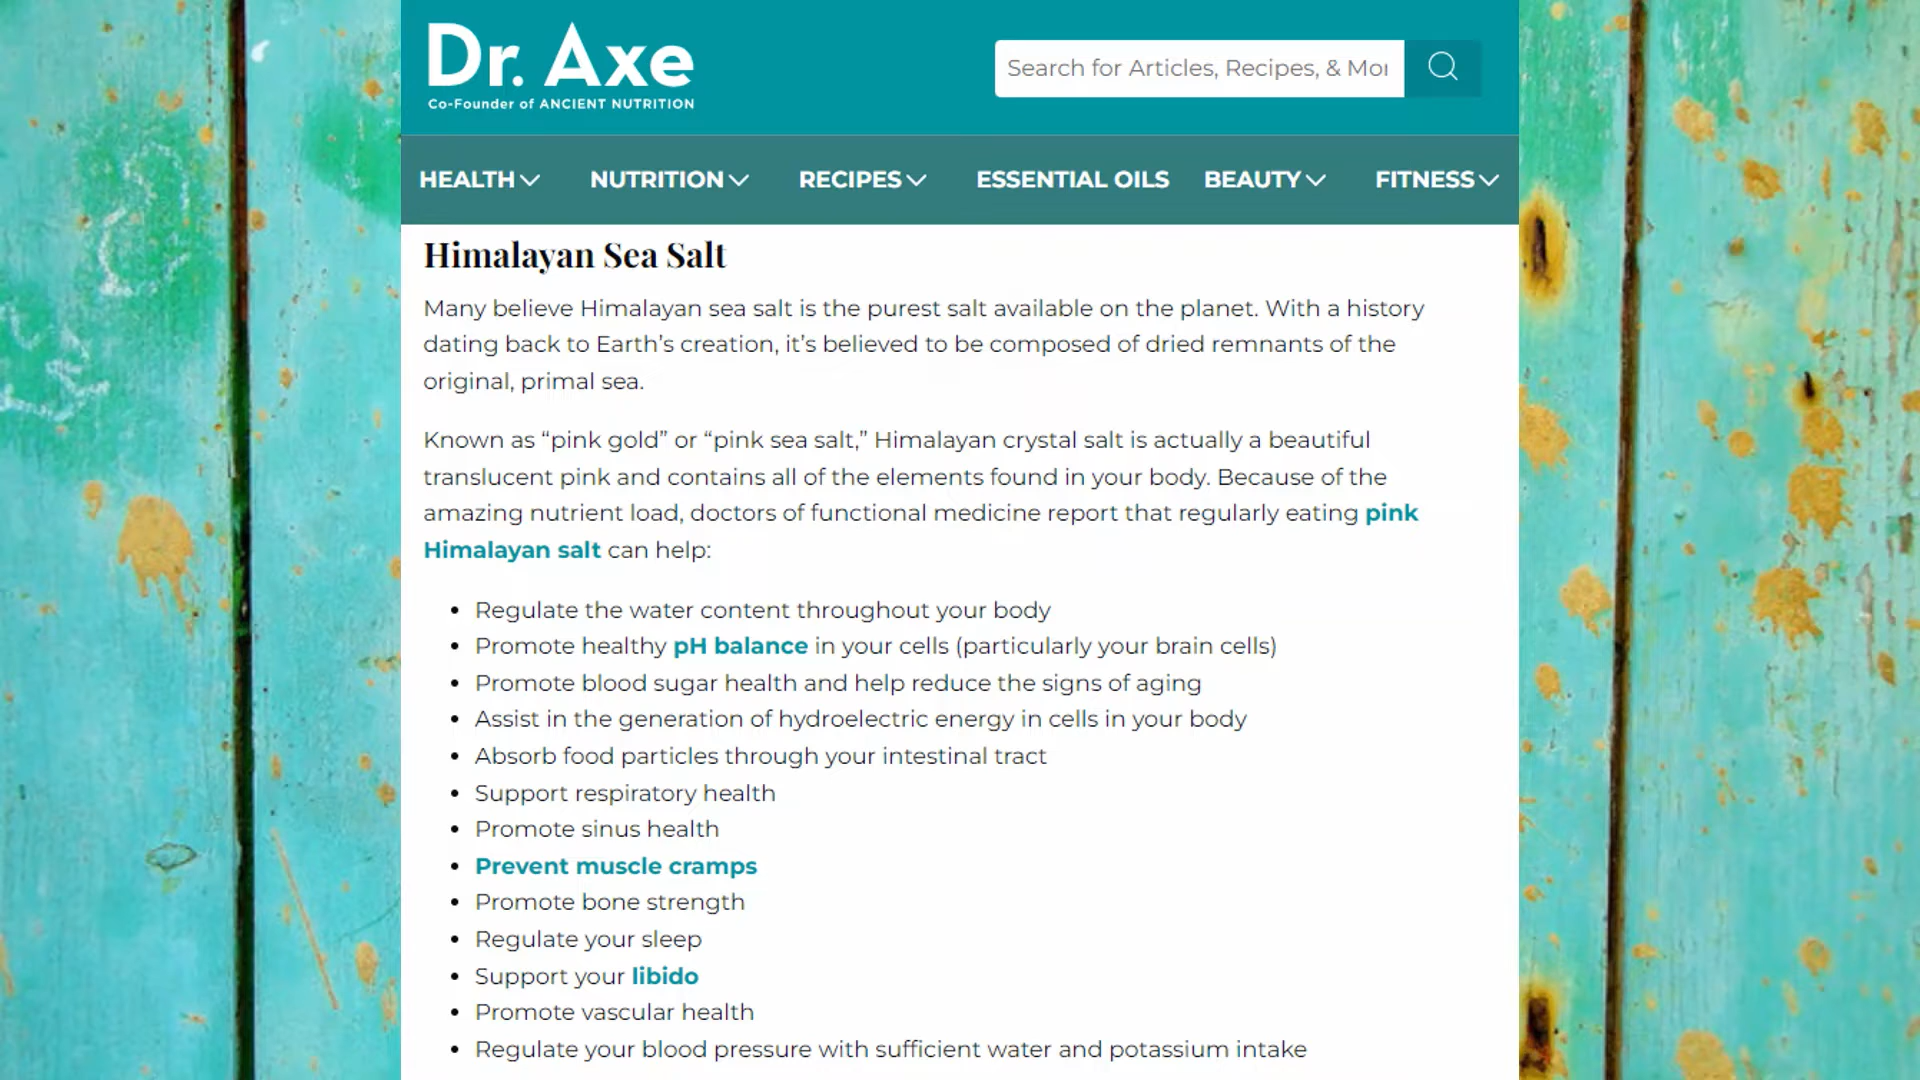 Dr. Axe
Co-Founder of ANCIENT NUTRITION
Search for Articles, Recipes, & Mor
HEALTH NUTRITION RECIPES ESSENTIAL OILS BEAUTY FITNESS
Himalayan Sea Salt
Many believe Himalayan sea salt is the purest salt available on the planet. With a history
dating back to Earth’s creation, it’s believed to be composed of dried remnants of the
original, primal sea.
Known as “pink gold” or “pink sea salt,” Himalayan crystal salt is actually a beautiful
translucent pink and contains all of the elements found in your body. Because of the
amazing nutrient load, doctors of functional medicine report that regularly eating pink
Himalayan salt can help:
• Regulate the water content throughout your body
• Promote healthy pH balance in your cells (particularly your brain cells)
• Promote blood sugar health and help reduce the signs of aging
• Assist in the generation of hydroelectric energy in cells in your body
• Absorb food particles through your intestinal tract
• Support respiratory health
• Promote sinus health
• Prevent muscle cramps
• Promote bone strength
• Regulate your sleep
• Support your libido
• Promote vascular health
• Regulate your blood pressure with sufficient water and potassium intake